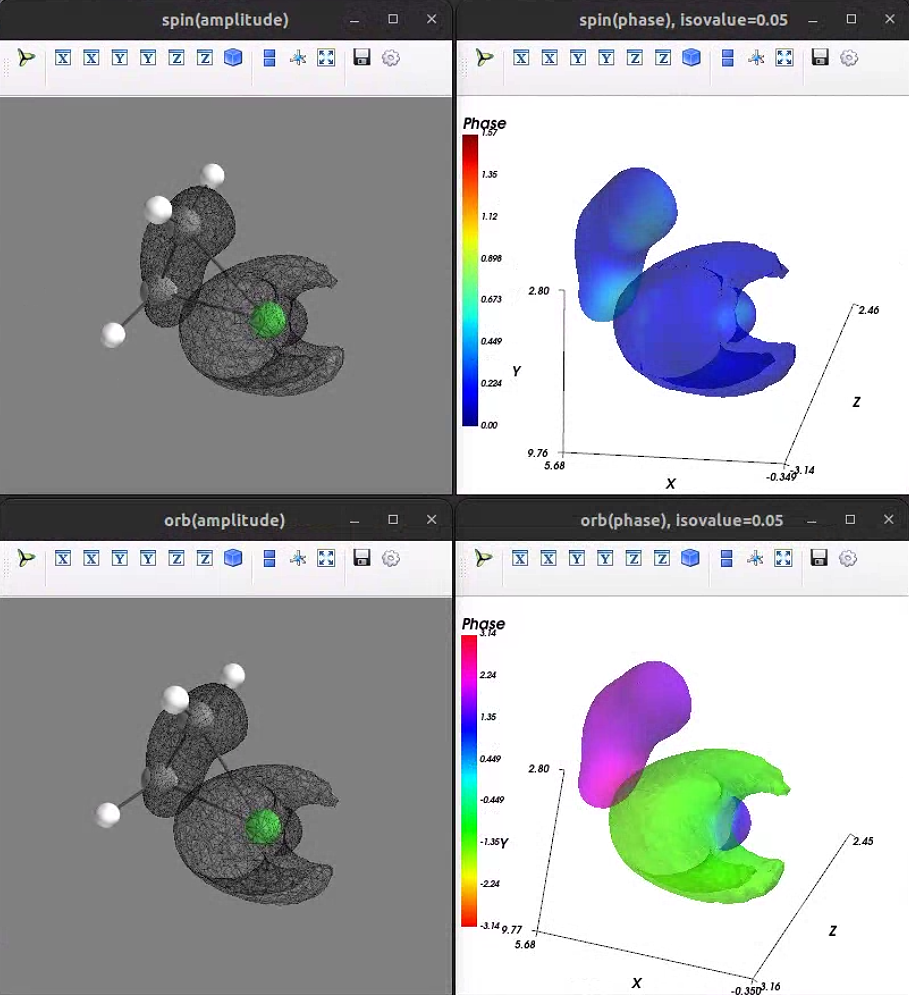 spin(amplitude)
spin(phase), isovalue=0.05
X X Y Y Z Z
X X Y Y Z Z
Phase
1.57
1.35
1.12
0.898
0.673
0.449
0.224
0.00
2.80
Y
9.76
5.68
X
-0.349
-3.14
Z
2.46
orb(amplitude)
orb(phase), isovalue=0.05
X X Y Y Z Z
X X Y Y Z Z
Phase
3.14
2.24
1.35
0.449
-0.449
-1.35
-2.24
-3.14
2.80
Y
9.77
5.68
X
-0.350
-3.16
Z
2.45